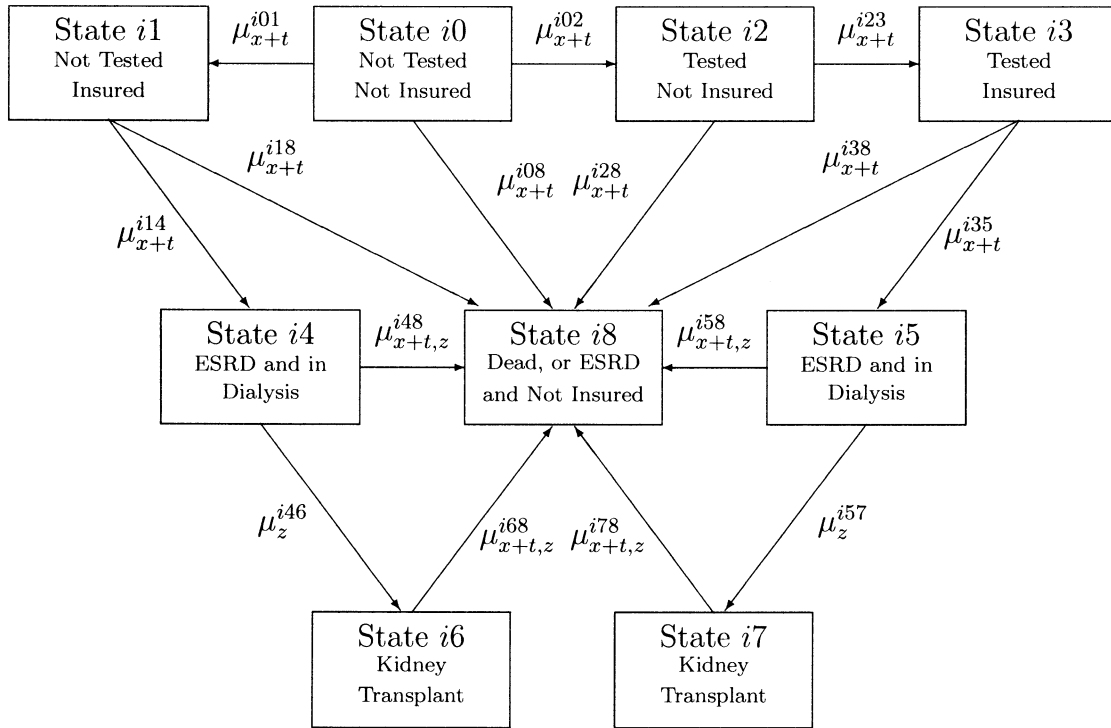 State i1
Not Tested
Insured
μ^{i01}_{x+t}
State i0
Not Tested
Not Insured
μ^{i02}_{x+t}
State i2
Tested
Not Insured
μ^{i23}_{x+t}
State i3
Tested
Insured
μ^{i14}_{x+t}
μ^{i18}_{x+t}
μ^{i08}_{x+t}
μ^{i28}_{x+t}
μ^{i38}_{x+t}
μ^{i35}_{x+t}
State i4
ESRD and in
Dialysis
μ^{i48}_{x+t,z}
State i8
Dead, or ESRD
and Not Insured
μ^{i58}_{x+t,z}
State i5
ESRD and in
Dialysis
μ^{i46}_{z}
μ^{i68}_{x+t,z}
μ^{i78}_{x+t,z}
μ^{i57}_{z}
State i6
Kidney
Transplant
State i7
Kidney
Transplant